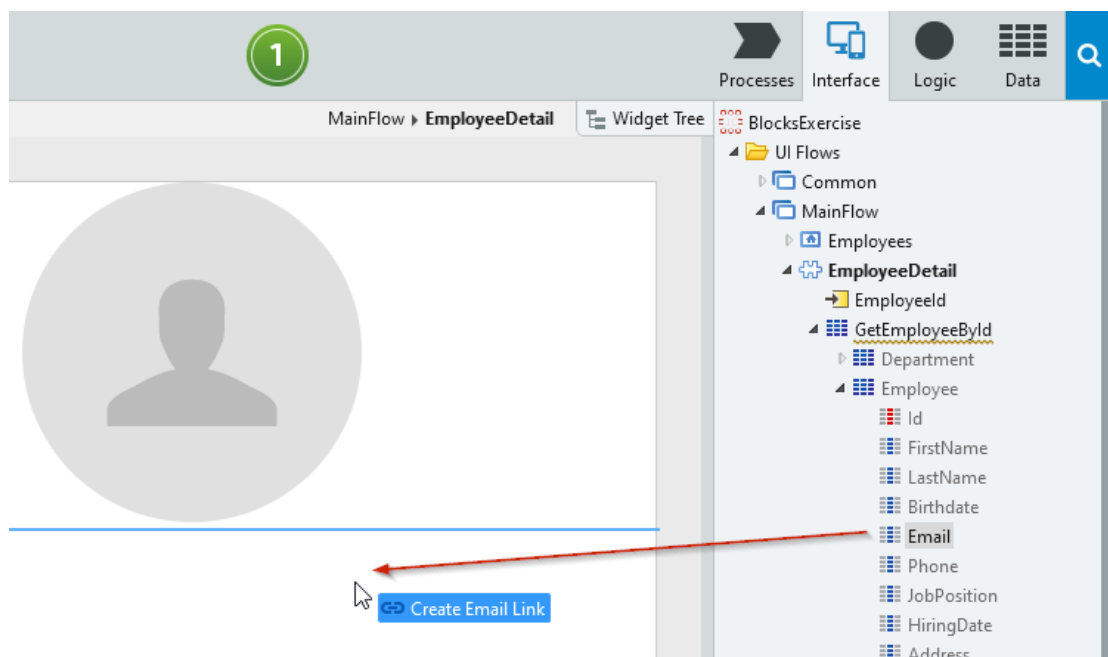 1
Processes
Interface
Logic
Data
MainFlow EmployeeDetail
Widget Tree
BlocksExercise
UI Flows
Common
MainFlow
Employees
EmployeeDetail
EmployeeId
GetEmployeeById
Department
Employee
Id
FirstName
LastName
Birthdate
Email
Phone
JobPosition
HiringDate
Address
Create Email Link